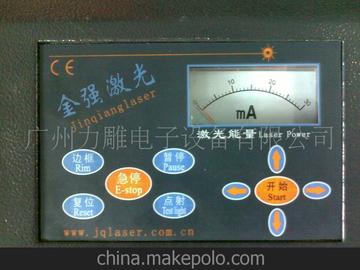 CE
金强激光
Jinqianglaser
0 10 20 30
mA
激光能量 Laser Power
广州力雕电子设备有限公司
边框
Rim
暂停
Pause
急停
E-stop
复位
Reset
点射
Test light
开始
Start
www.jqlaser.com.cn
china.makepolo.com